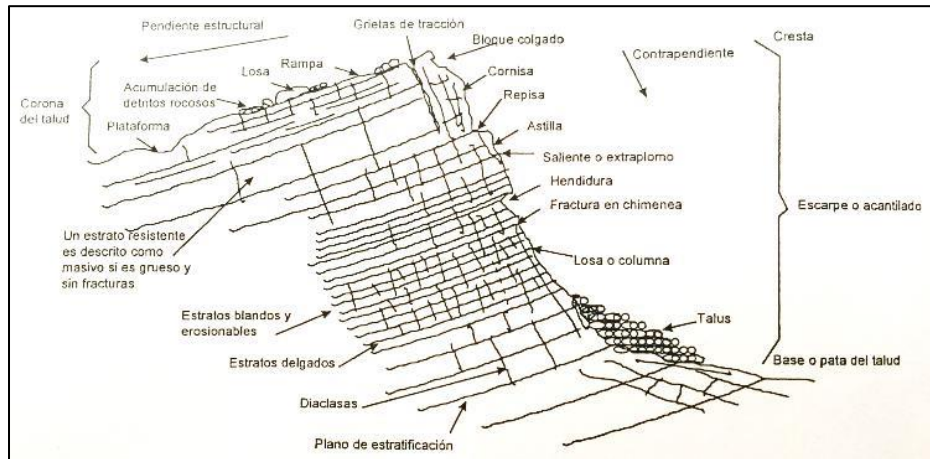 Pendiente estructural
Grietas de tracción
Bloque colgado
Cresta
Contrapendiente
Rampa
Losa
Cornisa
Acumulación de
detritos rocosos
Repisa
Corona
del talud
Plataforma
Astilla
Saliente o extraplomo
Hendidura
Fractura en chimenea
Escarpe o acantilado
Un estrato resistente
es descrito como
masivo si es grueso y
sin fracturas
Losa o columna
Estratos blandos y
erosionables
Talus
Estratos delgados
Base o pata del talud
Diaclasas
Plano de estratificación